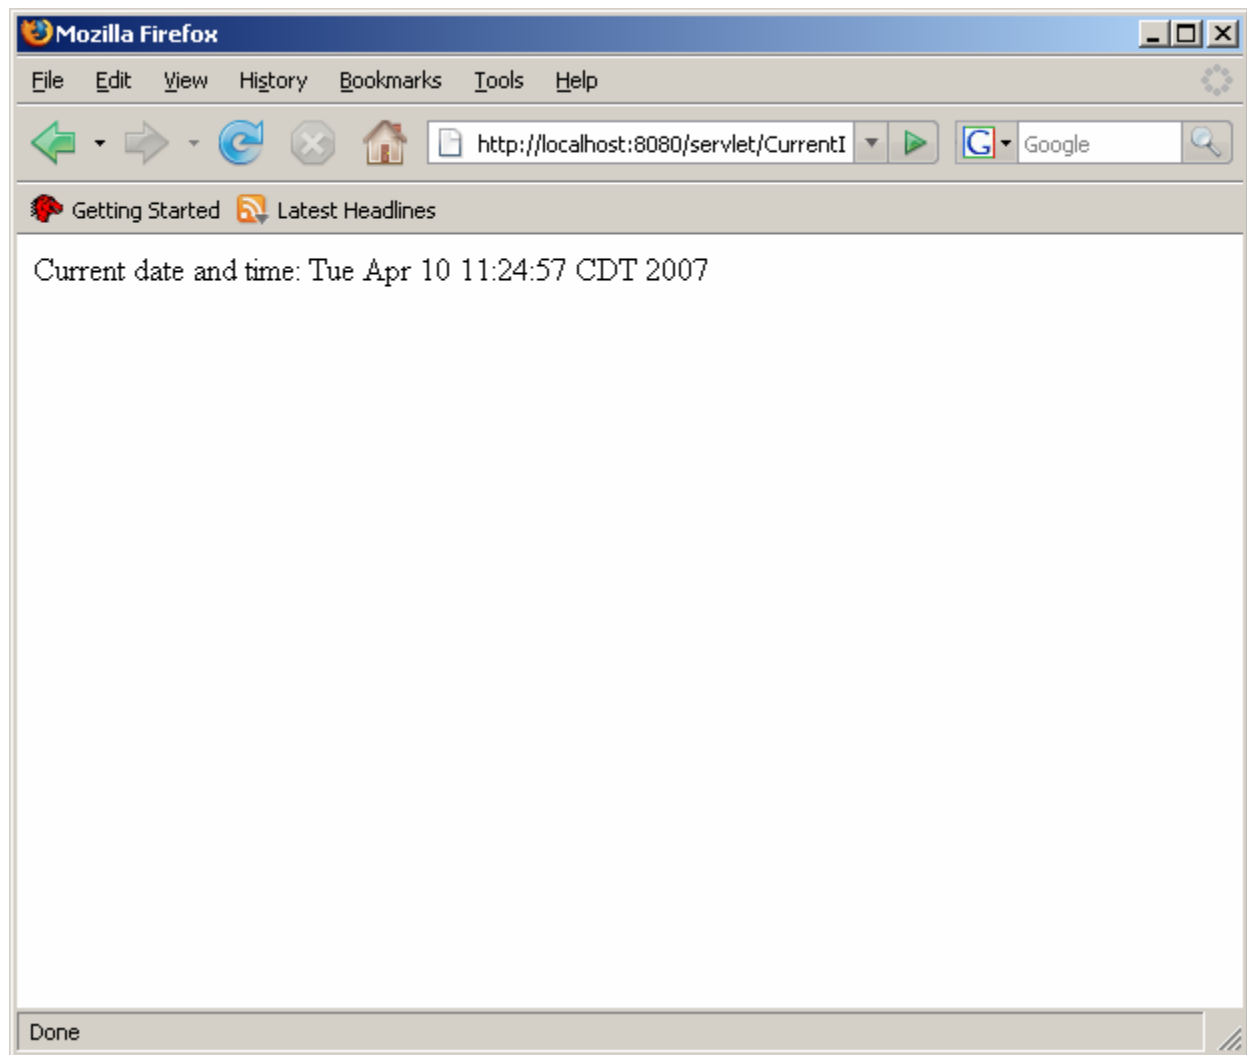 Mozilla Firefox
File Edit View History Bookmarks Tools Help
http://localhost:8080/servlet/CurrentI G Google
Getting Started Latest Headlines
Current date and time: Tue Apr 10 11:24:57 CDT 2007
Done